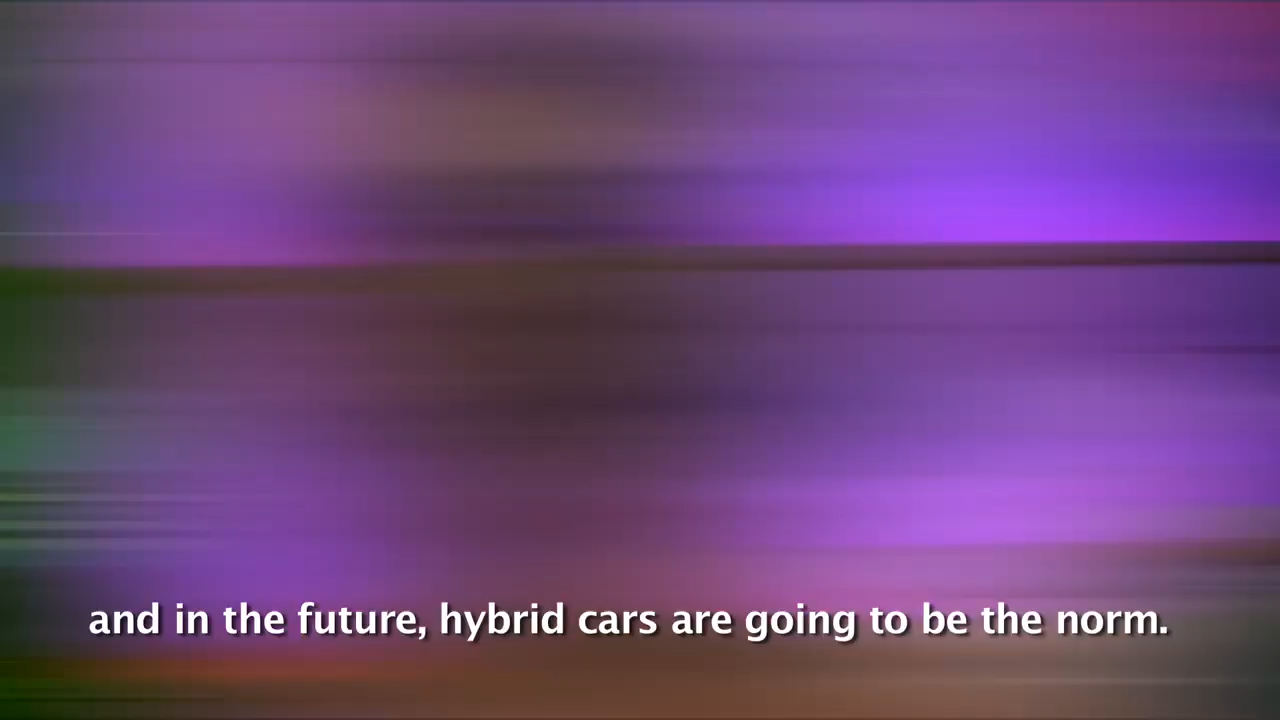 and in the future, hybrid cars are going to be the norm.